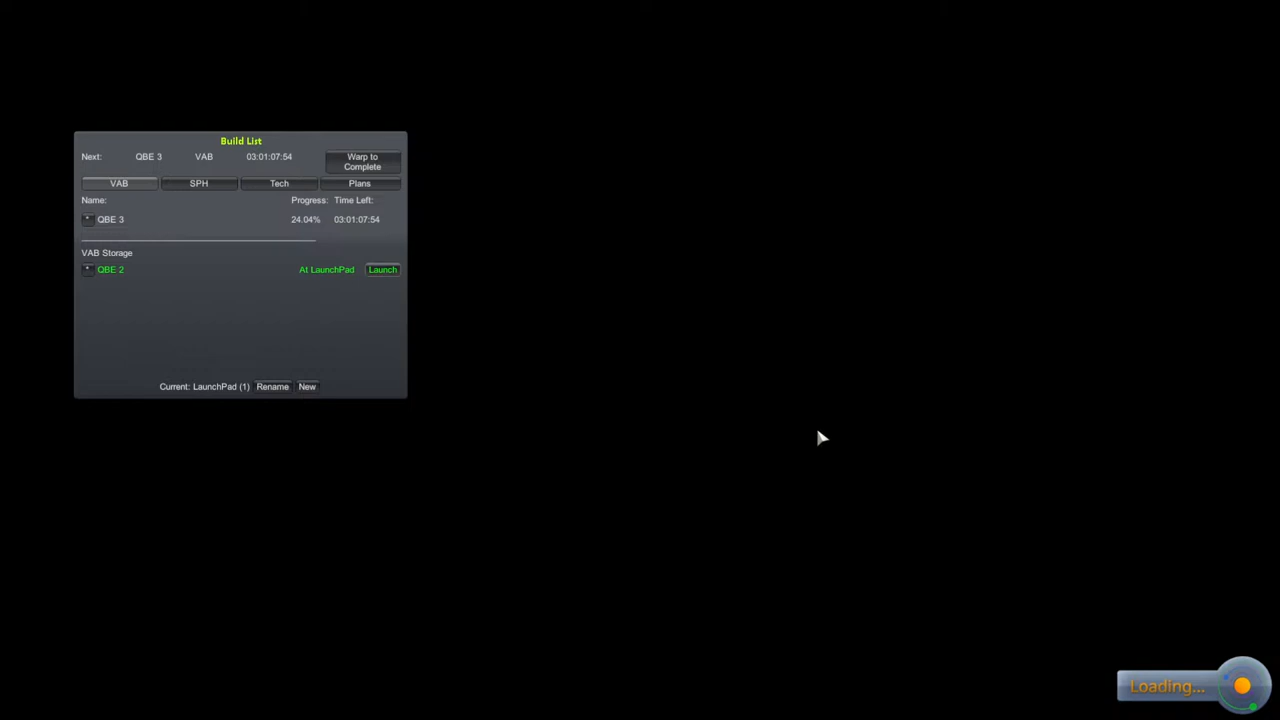 Build List
Next: QBE 3 VAB 03:01:07:54 Warp to Complete
VAB SPH Tech Plans
Name: Progress: Time Left:
* QBE 3 24.04% 03:01:07:54
VAB Storage
* QBE 2 At LaunchPad Launch
Current: LaunchPad (1) Rename New
Loading...